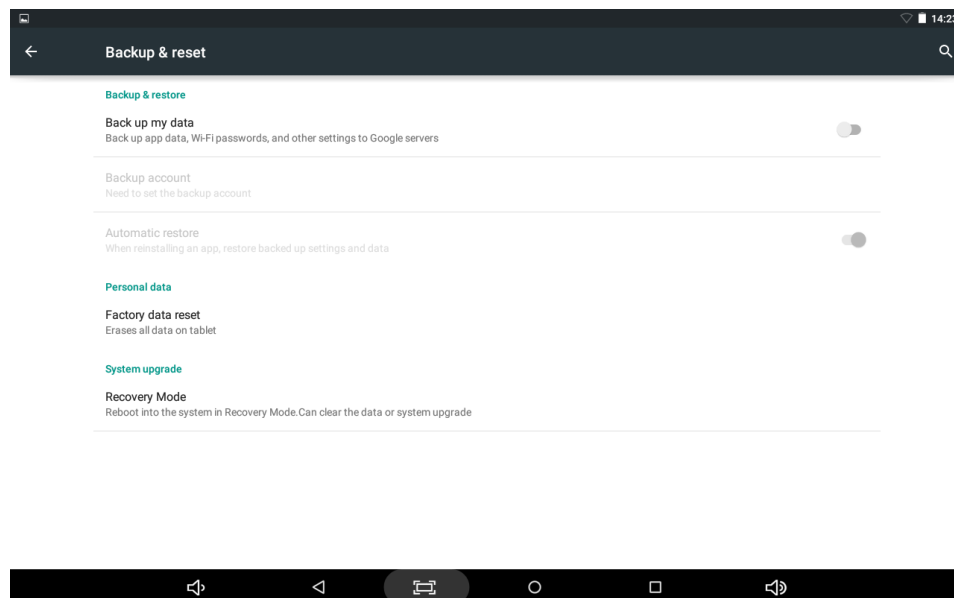 14:23
Backup & reset
Backup & restore
Back up my data
Back up app data, Wi-Fi passwords, and other settings to Google servers
Backup account
Need to set the backup account
Automatic restore
When reinstalling an app, restore backed up settings and data
Personal data
Factory data reset
Erases all data on tablet
System upgrade
Recovery Mode
Reboot into the system in Recovery Mode.Can clear the data or system upgrade